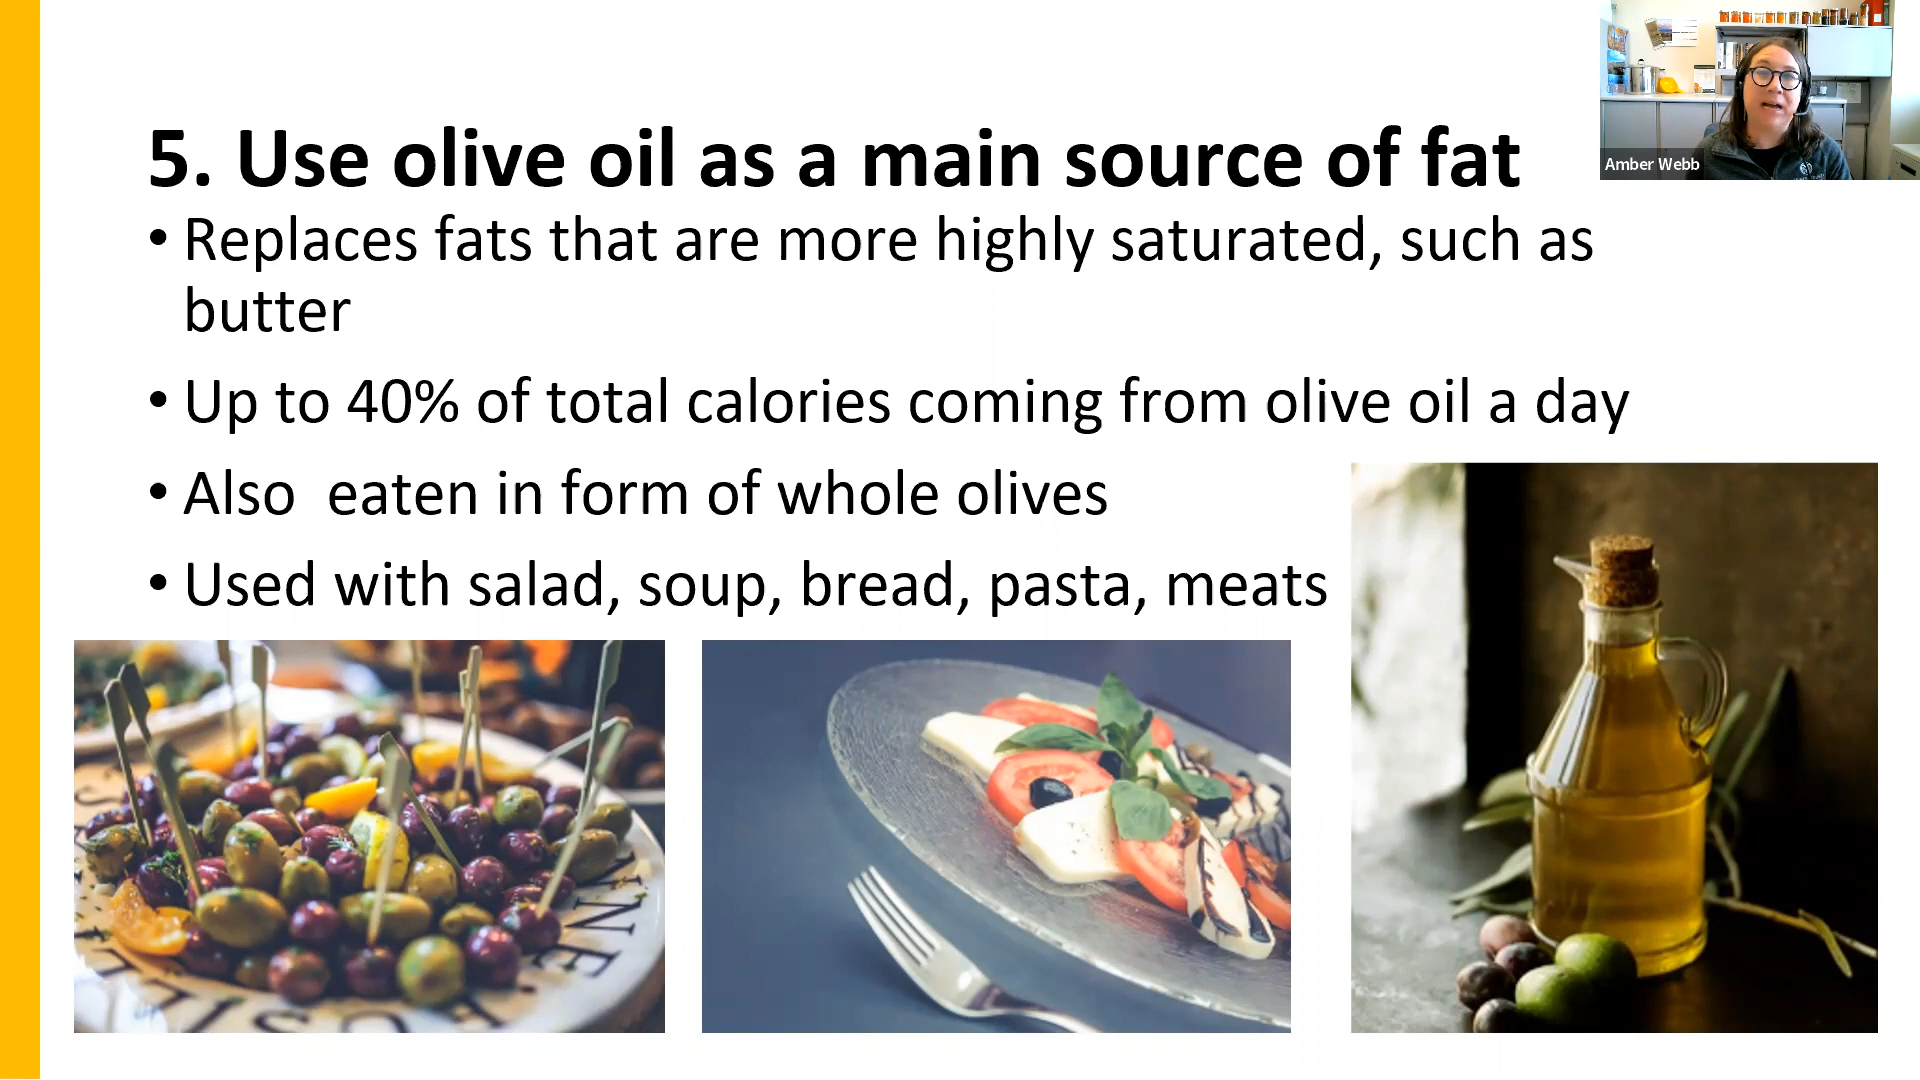 5. Use olive oil as a main source of fat
• Replaces fats that are more highly saturated, such as
butter
• Up to 40% of total calories coming from olive oil a day
• Also  eaten in form of whole olives
• Used with salad, soup, bread, pasta, meats
Amber Webb